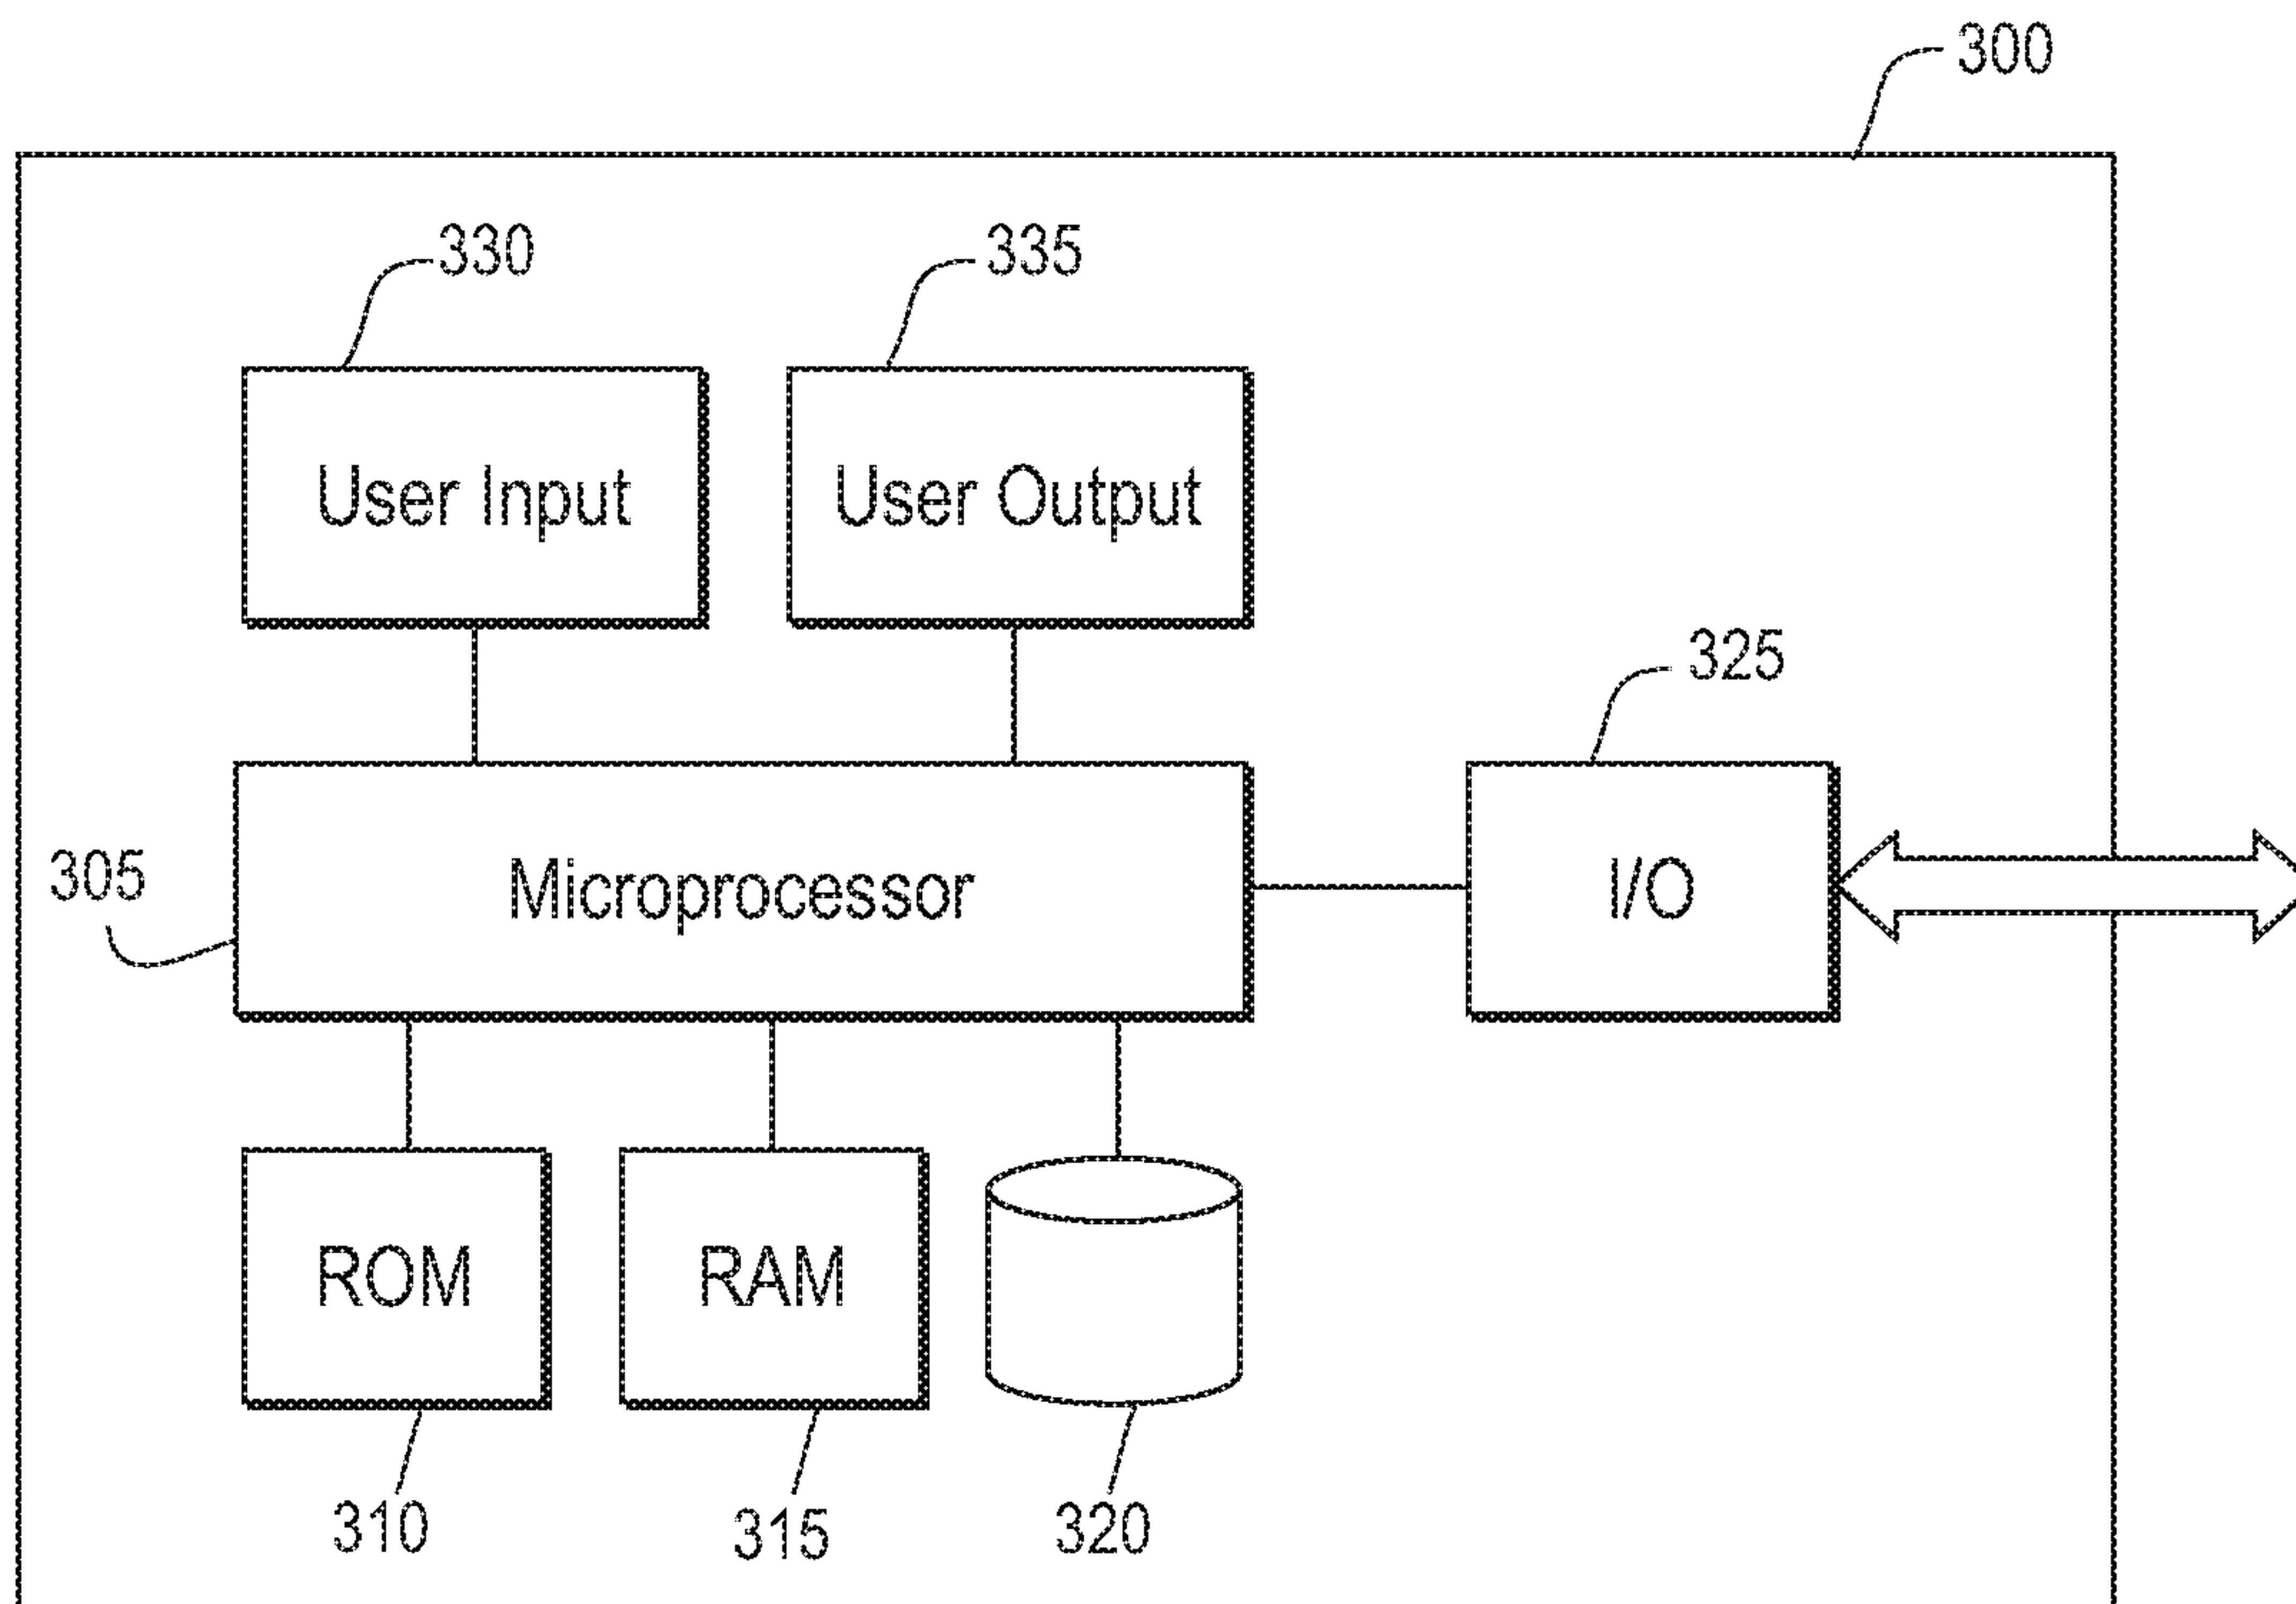 300
330
335
User Input
User Output
325
305
Microprocessor
I/O
ROM
RAM
310
315
320